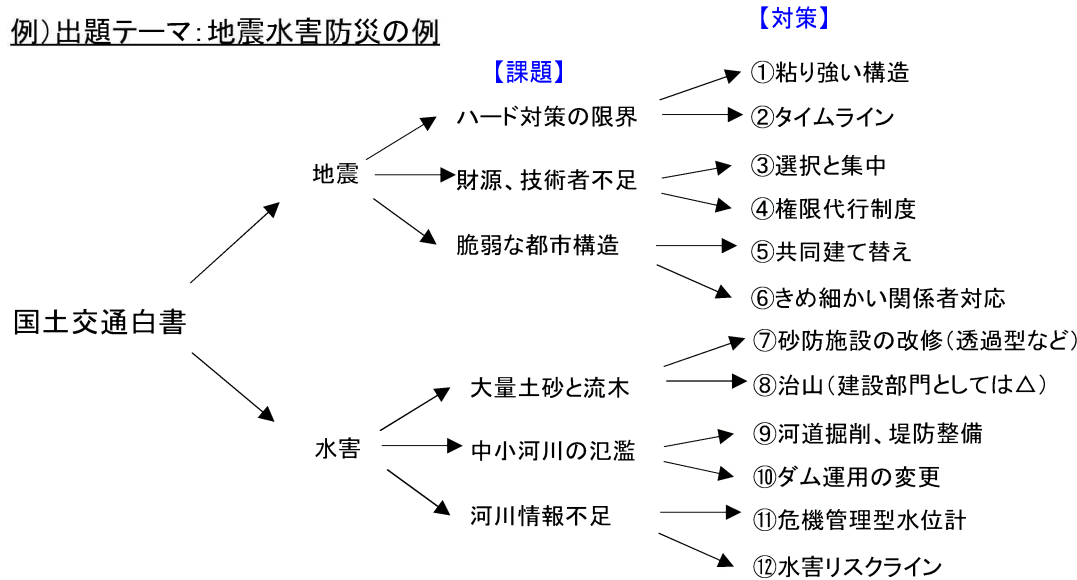 例）出題テーマ：地震水害防災の例
【対策】
【課題】
①粘り強い構造
ハード対策の限界
②タイムライン
③選択と集中
地震
財源、技術者不足
④権限代行制度
脆弱な都市構造
⑤共同建て替え
⑥きめ細かい関係者対応
国土交通白書
⑦砂防施設の改修（透過型など）
大量土砂と流木
⑧治山（建設部門としては△）
⑨河道掘削、堤防整備
水害
中小河川の氾濫
⑩ダム運用の変更
河川情報不足
⑪危機管理型水位計
⑫水害リスクライン